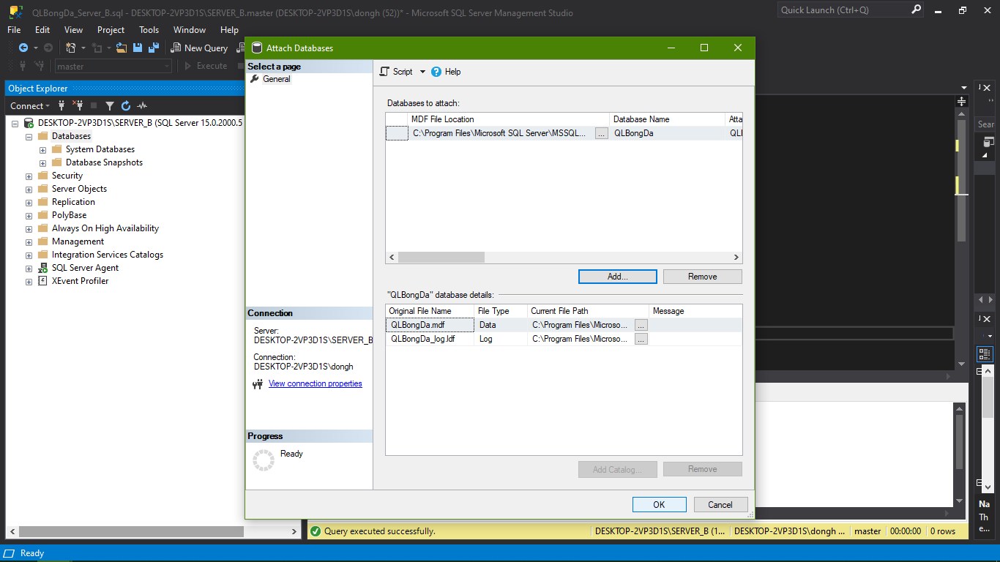 QLBongDa_Server_B.sql - DESKTOP-2VP3D1S\SERVER_B.master (DESKTOP-2VP3D1S\dongh (52))* - Microsoft SQL Server Management Studio
Quick Launch (Ctrl+Q)
File Edit View Project Tools Window Help
New Query
master
Execute
Object Explorer
Connect
DESKTOP-2VP3D1S\SERVER_B (SQL Server 15.0.2000.5
Databases
System Databases
Database Snapshots
Security
Server Objects
Replication
PolyBase
Always On High Availability
Management
Integration Services Catalogs
SQL Server Agent
XEvent Profiler
Attach Databases
Select a page
General
Script
Help
Databases to attach:
MDF File Location Database Name Atta
C:\Program Files\Microsoft SQL Server\MSSQL... ... QLBongDa
Add... Remove
"QLBongDa" database details:
Original File Name File Type Current File Path Message
QLBongDa.mdf Data C:\Program Files\Microso... ...
QLBongDa_log.ldf Log C:\Program Files\Microso... ...
Add Catalog... Remove
Connection
Server:
DESKTOP-2VP3D1S\SERVER_B
Connection:
DESKTOP-2VP3D1S\dongh
View connection properties
Progress
Ready
OK Cancel
Sear
Na
Th
e...
Query executed successfully. DESKTOP-2VP3D1S\SERVER_B (1... DESKTOP-2VP3D1S\dongh ... master 00:00:00 0 rows
Ready